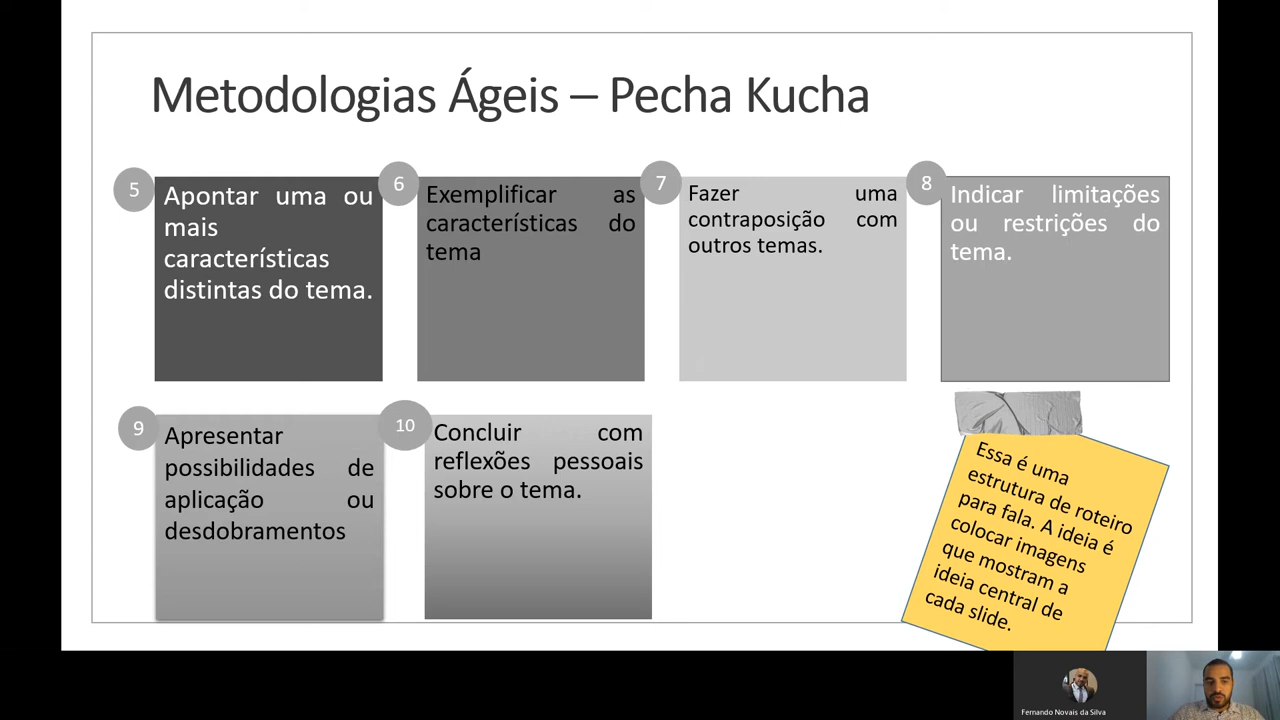 Metodologias Ágeis – Pecha Kucha
5
Apontar uma ou
mais
características
distintas do tema.
6
Exemplificar as
características do
tema
7
Fazer uma
contraposição com
outros temas.
8
Indicar limitações
ou restrições do
tema.
9
Apresentar
possibilidades de
aplicação ou
desdobramentos
10
Concluir com
reflexões pessoais
sobre o tema.
Essa é uma
estrutura de roteiro
para fala. A ideia é
colocar imagens
que mostram a
ideia central de
cada slide.
Fernando Novais da Silva